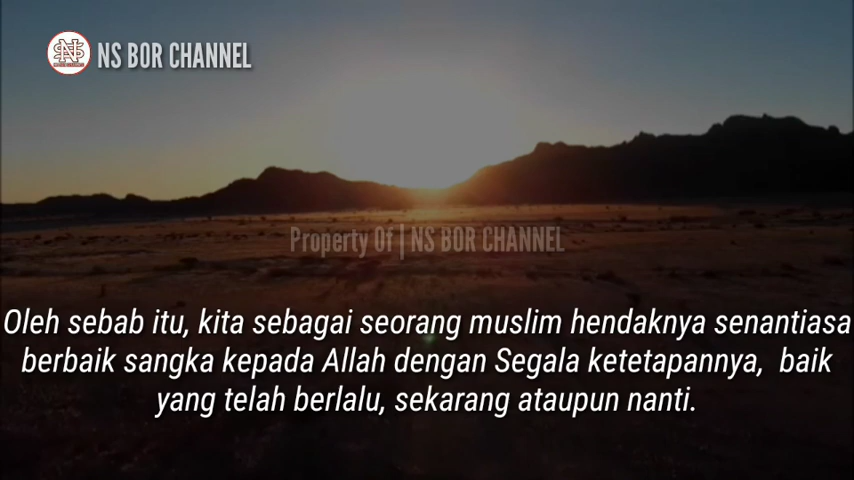 NS BOR CHANNEL
Property Of | NS BOR CHANNEL
Oleh sebab itu, kita sebagai seorang muslim hendaknya senantiasa
berbaik sangka kepada Allah dengan Segala ketetapannya, baik
yang telah berlalu, sekarang ataupun nanti.